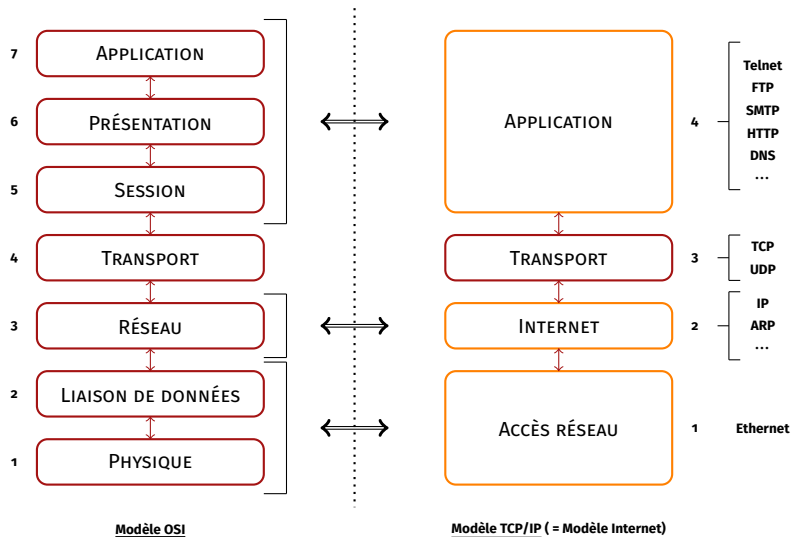 7 APPLICATION
6 PRÉSENTATION
5 SESSION
4 TRANSPORT
3 RÉSEAU
2 LIAISON DE DONNÉES
1 PHYSIQUE
Modèle OSI
APPLICATION 4
Telnet
FTP
SMTP
HTTP
DNS
...
TRANSPORT 3
TCP
UDP
INTERNET 2
IP
ARP
...
ACCÈS RÉSEAU 1 Ethernet
Modèle TCP/IP ( = Modèle Internet)